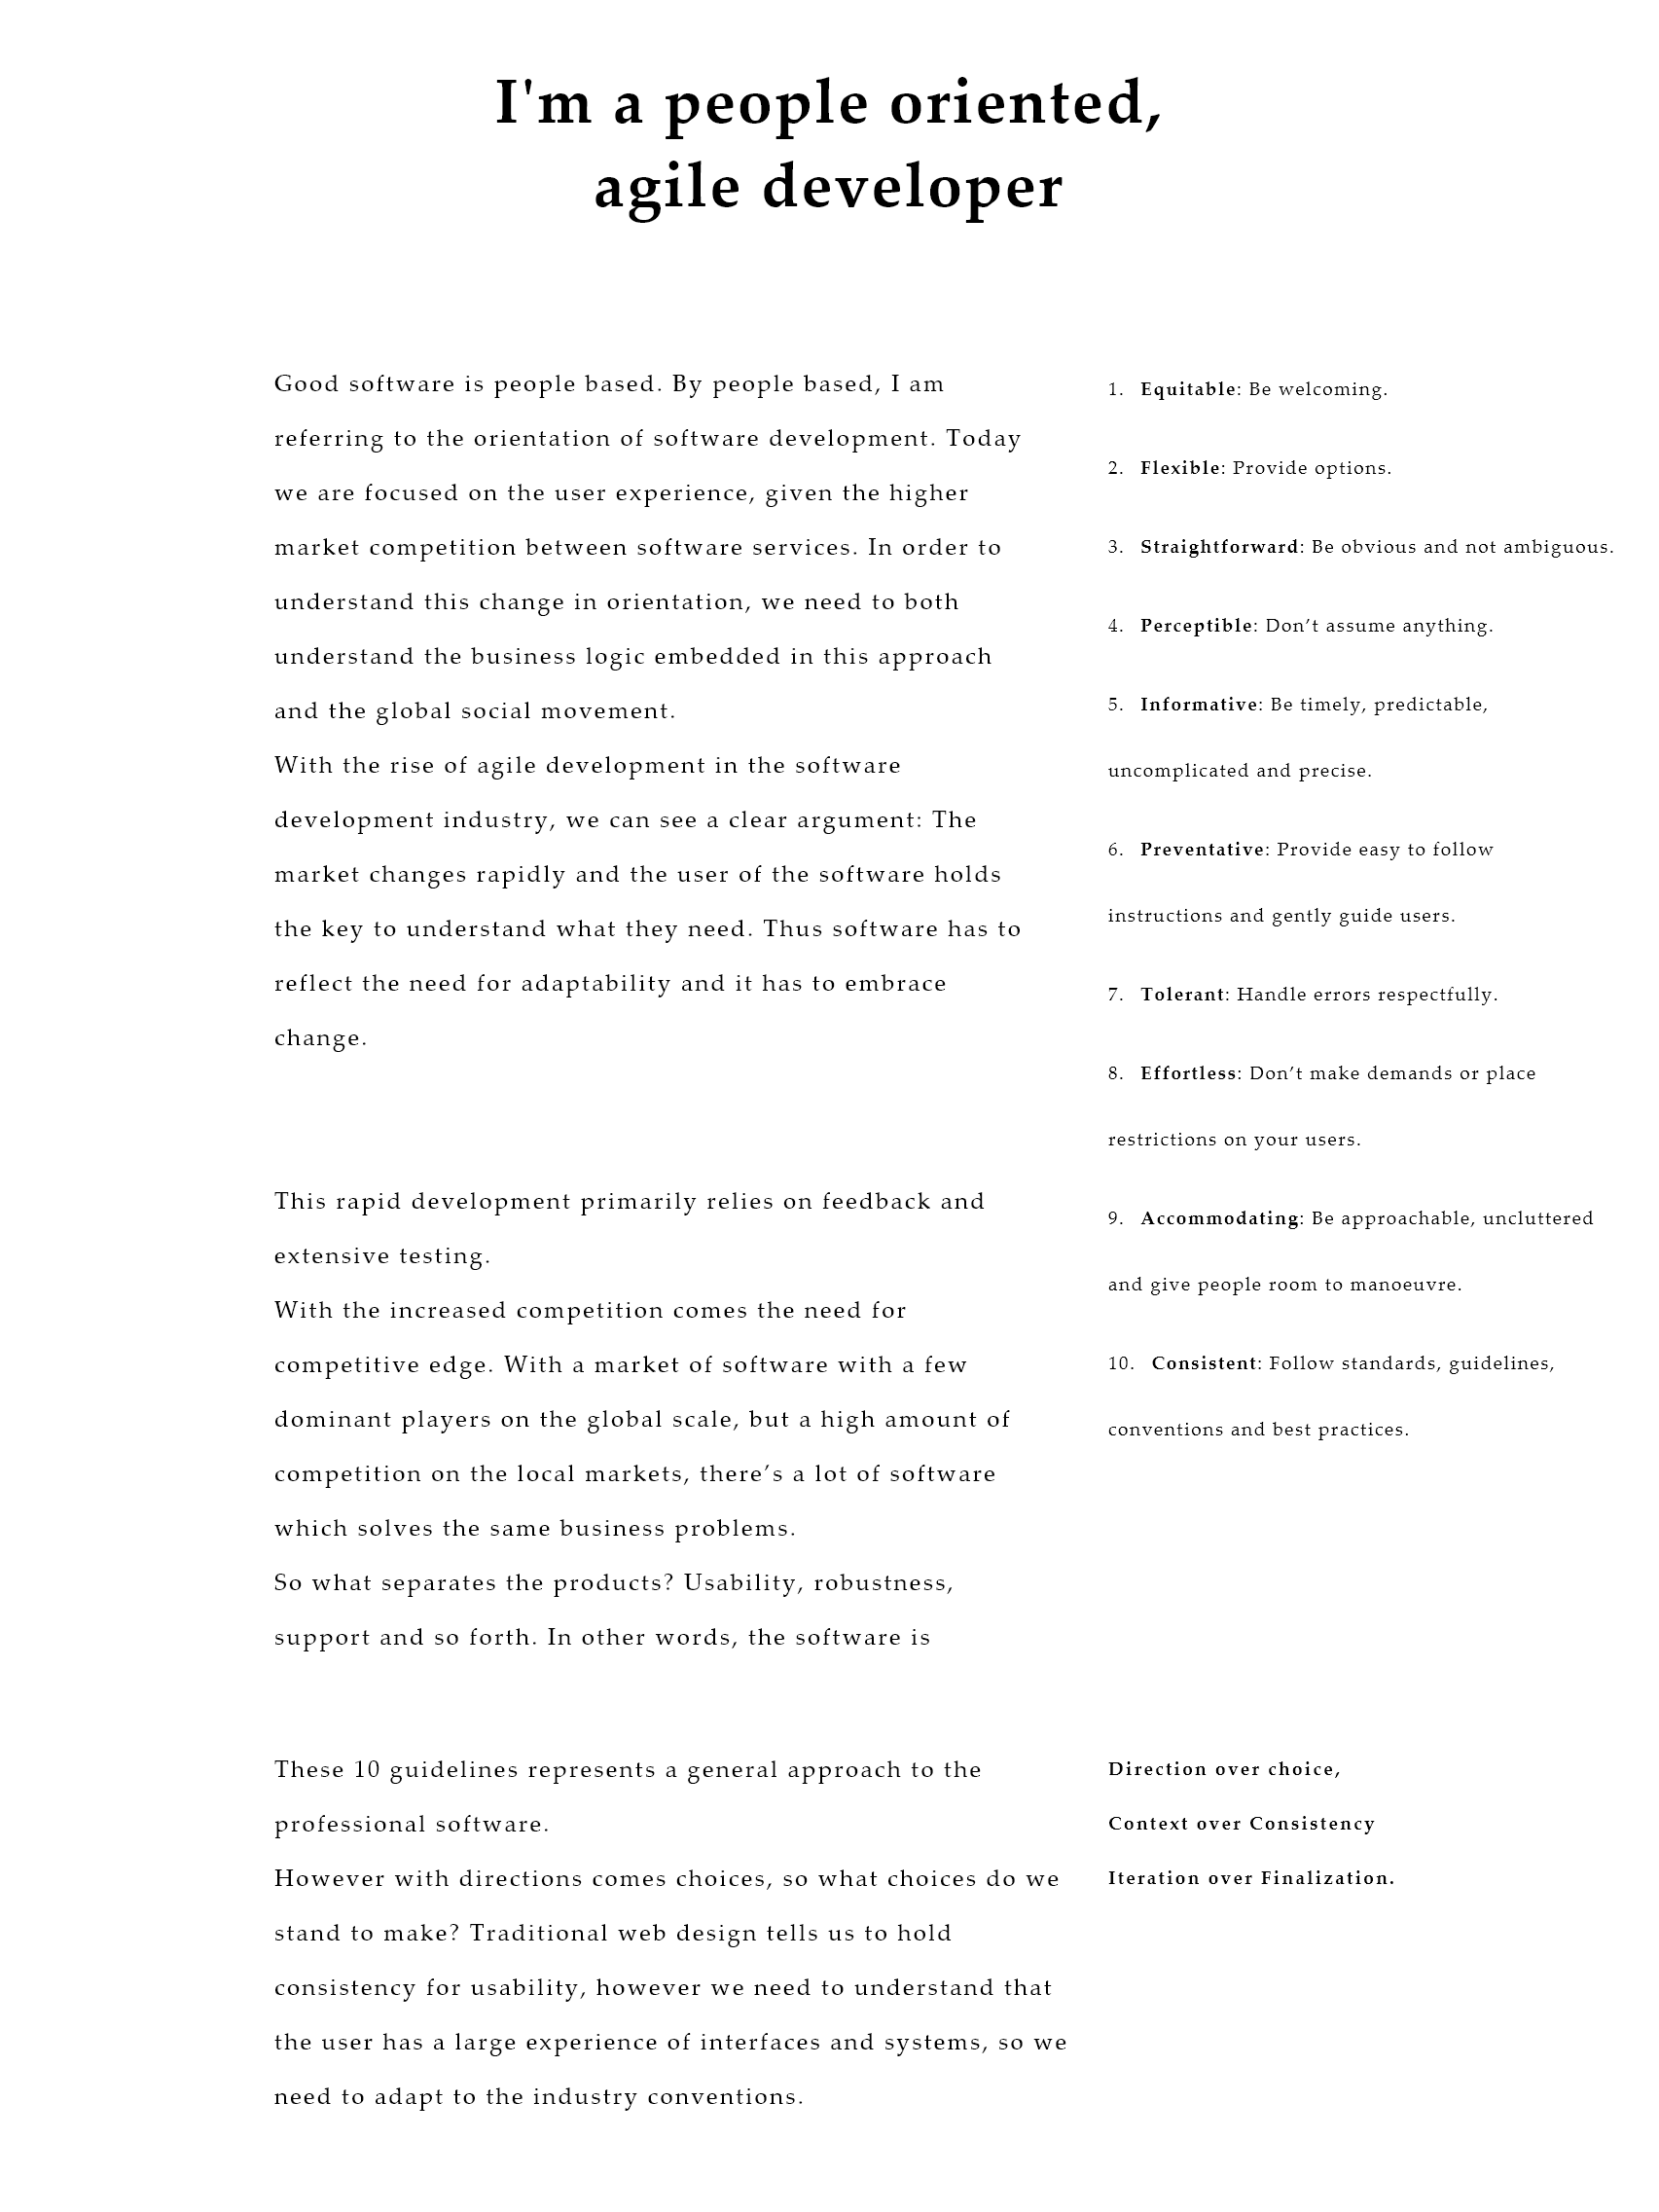 I'm a people oriented,
agile developer
Good software is people based. By people based, I am
referring to the orientation of software development. Today
we are focused on the user experience, given the higher
market competition between software services. In order to
understand this change in orientation, we need to both
understand the business logic embedded in this approach
and the global social movement.
With the rise of agile development in the software
development industry, we can see a clear argument: The
market changes rapidly and the user of the software holds
the key to understand what they need. Thus software has to
reflect the need for adaptability and it has to embrace
change.
This rapid development primarily relies on feedback and
extensive testing.
With the increased competition comes the need for
competitive edge. With a market of software with a few
dominant players on the global scale, but a high amount of
competition on the local markets, there’s a lot of software
which solves the same business problems.
So what separates the products? Usability, robustness,
support and so forth. In other words, the software is
1. Equitable: Be welcoming.
2. Flexible: Provide options.
3. Straightforward: Be obvious and not ambiguous.
4. Perceptible: Don’t assume anything.
5. Informative: Be timely, predictable,
uncomplicated and precise.
6. Preventative: Provide easy to follow
instructions and gently guide users.
7. Tolerant: Handle errors respectfully.
8. Effortless: Don’t make demands or place
restrictions on your users.
9. Accommodating: Be approachable, uncluttered
and give people room to manoeuvre.
10. Consistent: Follow standards, guidelines,
conventions and best practices.
These 10 guidelines represents a general approach to the
professional software.
However with directions comes choices, so what choices do we
stand to make? Traditional web design tells us to hold
consistency for usability, however we need to understand that
the user has a large experience of interfaces and systems, so we
need to adapt to the industry conventions.
Direction over choice,
Context over Consistency
Iteration over Finalization.